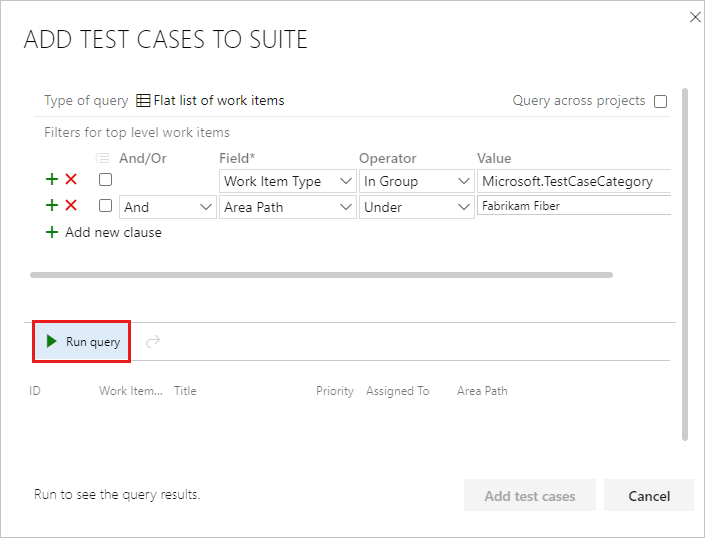 ADD TEST CASES TO SUITE
Type of query Flat list of work items Query across projects
Filters for top level work items
And/Or Field* Operator Value
Work Item Type In Group Microsoft.TestCaseCategory
And Area Path Under Fabrikam Fiber
Add new clause
Run query
ID Work Item... Title Priority Assigned To Area Path
Run to see the query results. Add test cases Cancel